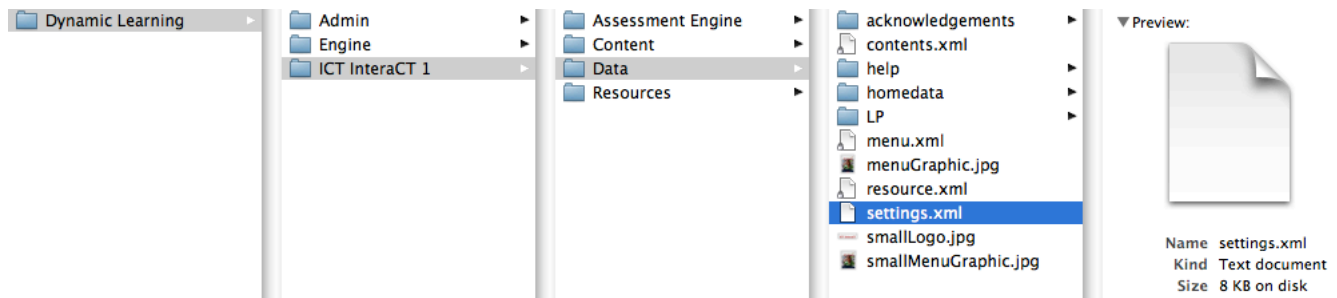 Dynamic Learning
Admin
Engine
ICT InteraCT 1
Assessment Engine
Content
Data
Resources
acknowledgements
contents.xml
help
homedata
LP
menu.xml
menuGraphic.jpg
resource.xml
settings.xml
smallLogo.jpg
smallMenuGraphic.jpg
Preview:
Name settings.xml
Kind Text document
Size 8 KB on disk